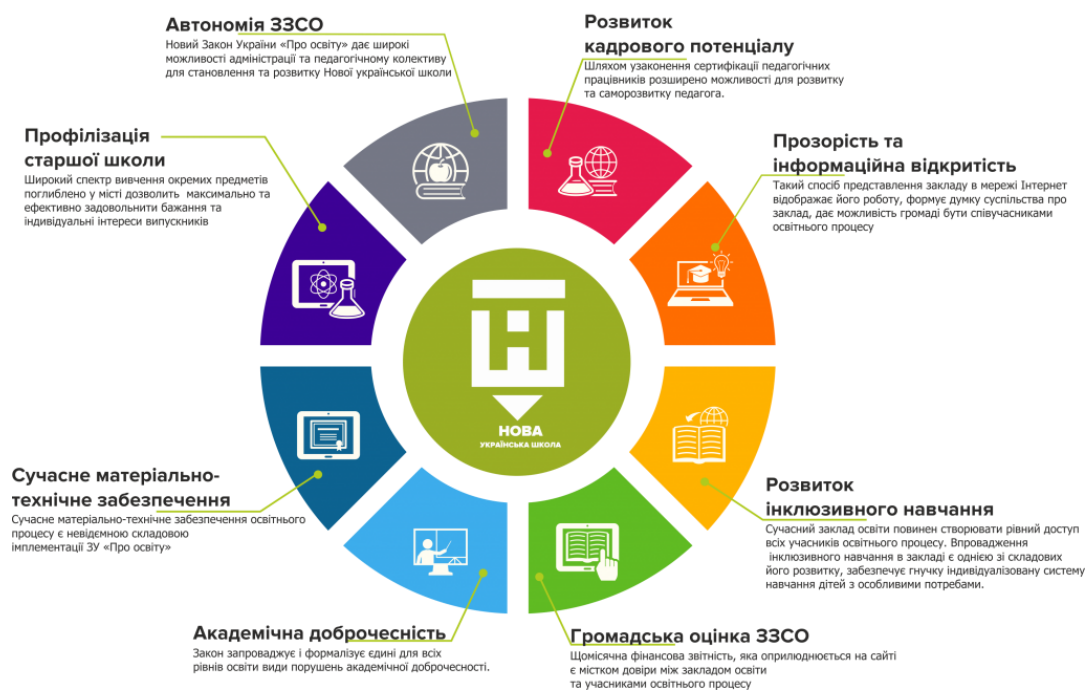 Автономія ЗЗСО
Новий Закон України «Про освіту» дає широкі
можливості адміністрації та педагогічному колективу
для становлення та розвитку Нової української школи
Розвиток
кадрового потенціалу
Шляхом узаконення сертифікації педагогічних
працівників розширено можливості для розвитку
та саморозвитку педагога.
Профілізація
старшої школи
Широкий спектр вивчення окремих предметів
поглиблено у місті дозволить максимально та
ефективно задовольнити бажання та
індивідуальні інтереси випускників
Прозорість та
інформаційна відкритість
Такий спосіб представлення закладу в мережі Інтернет
відображає його роботу, формує думку суспільства про
заклад, дає можливість громаді бути співучасниками
освітнього процесу
НОВА
УКРАЇНСЬКА ШКОЛА
Сучасне матеріально-
технічне забезпечення
Сучасне матеріально-технічне забезпечення освітнього
процесу є невідємною складовою
імплементації ЗУ «Про освіту»
Розвиток
інклюзивного навчання
Сучасний заклад освіти повинен створювати рівний доступ
всіх учасників освітнього процесу. Впровадження
інклюзивного навчання в закладі є однією зі складових
його розвитку, забезпечує гнучку індивідуалізовану систему
навчання дітей з особливими потребами.
Академічна доброчесність
Закон запроваджує і формалізує єдині для всіх
рівнів освіти види порушень академічної доброчесності.
Громадська оцінка ЗЗСО
Щомісячна фінансова звітність, яка оприлюднюється на сайті
є містком довіри між закладом освіти
та учасниками освітнього процесу